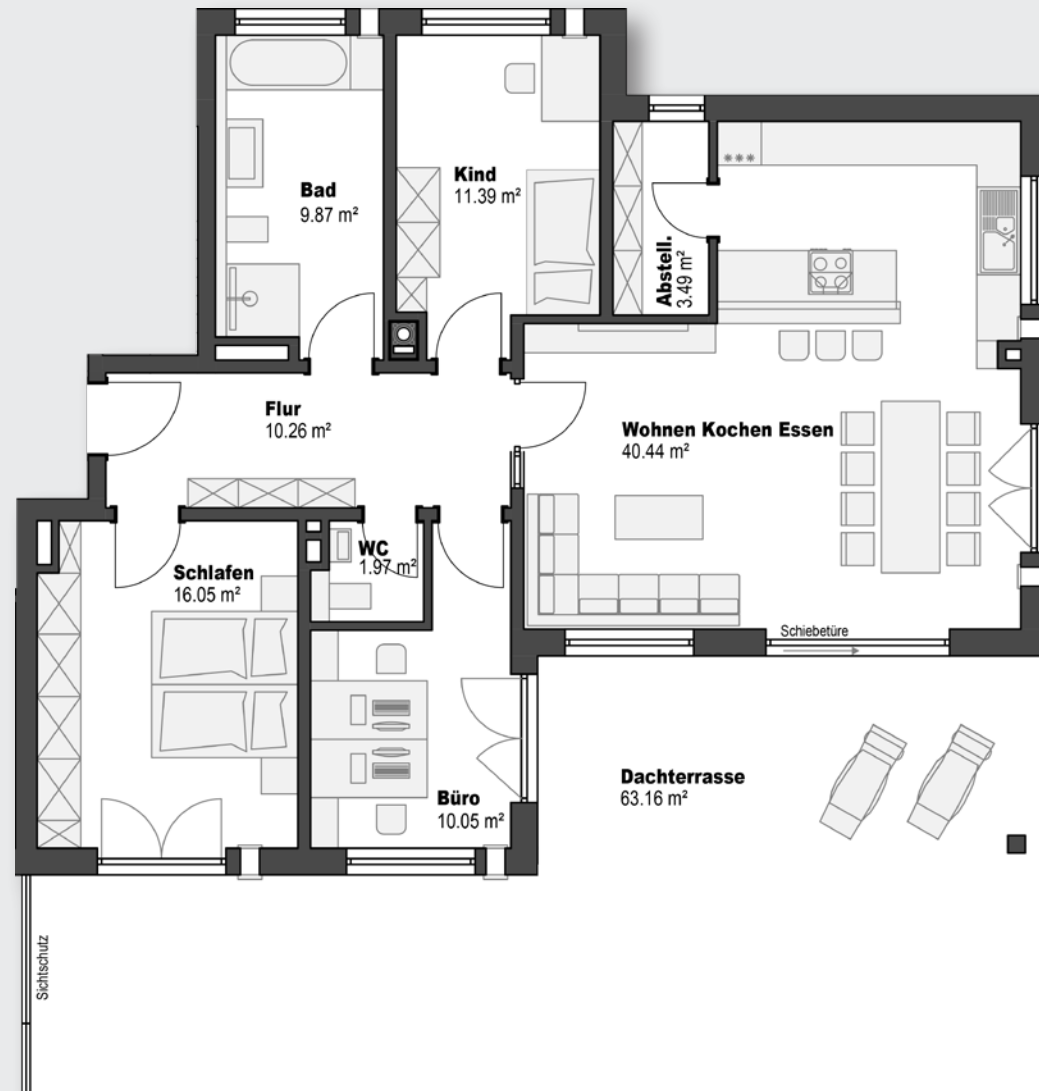 Bad
9.87 m²
Kind
11.39 m²
Abstell.
3.49 m²
Flur
10.26 m²
Wohnen Kochen Essen
40.44 m²
WC
1.97 m²
Schlafen
16.05 m²
Schiebetüre
Büro
10.05 m²
Dachterrasse
63.16 m²
Sichtschutz